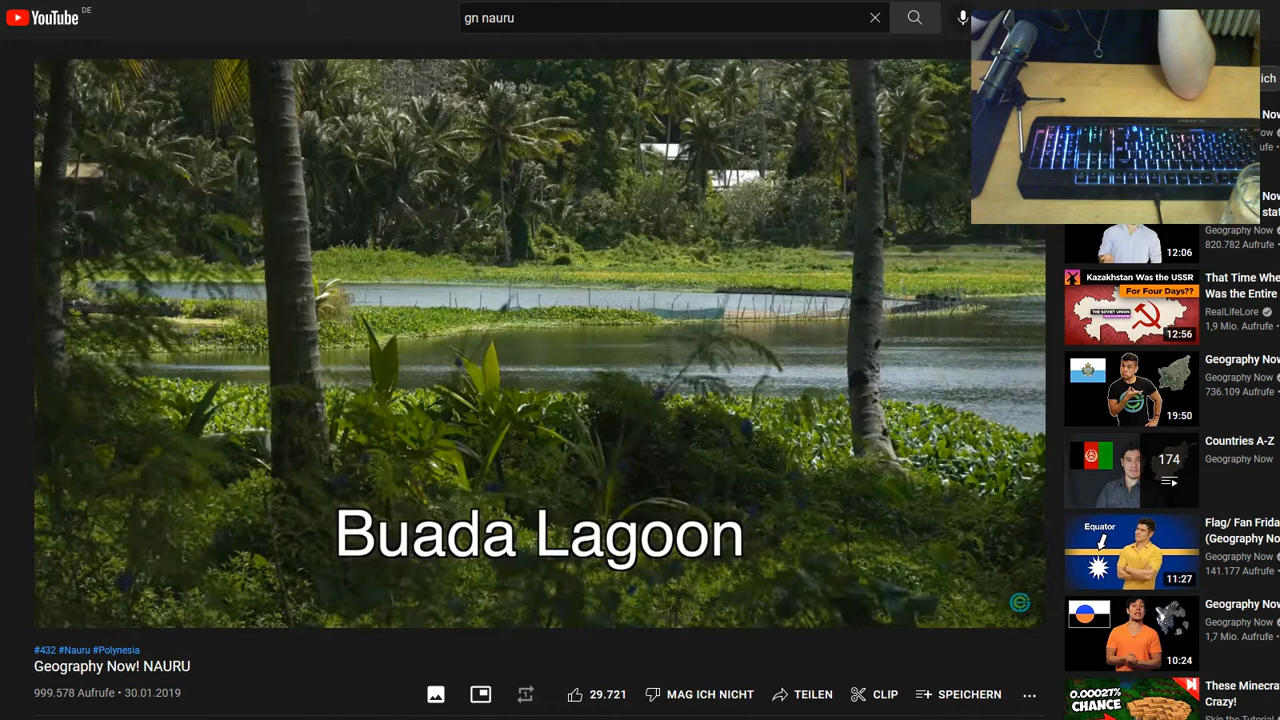 YouTube DE
gn nauru
ich
Buada Lagoon
#432 #Nauru #Polynesia
Geography Now! NAURU
999.578 Aufrufe • 30.01.2019
29.721
MAG ICH NICHT
TEILEN
CLIP
SPEICHERN
12:06
820.782 Aufrufe
Kazakhstan Was the USSR
For Four Days??
THE SOVIET UNION
12:56
That Time Whe
Was the Entire
RealLifeLore
1,9 Mio. Aufrufe
19:50
Geography Now
Geography Now
736.109 Aufrufe
174
Countries A-Z
Geography Now
Equator
11:27
Flag/ Fan Frida
(Geography No
Geography Now
141.177 Aufrufe
10:24
Geography Now
Geography Now
1,7 Mio. Aufrufe
0.00027%
CHANCE
These Minecra
Crazy!
Skip the Tutorial